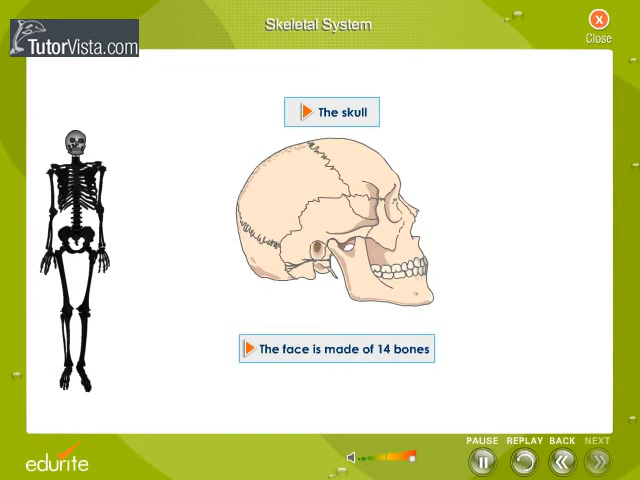 Skeletal System
X
Close
TutorVista.com
The skull
The face is made of 14 bones
PAUSE REPLAY BACK NEXT
edurite